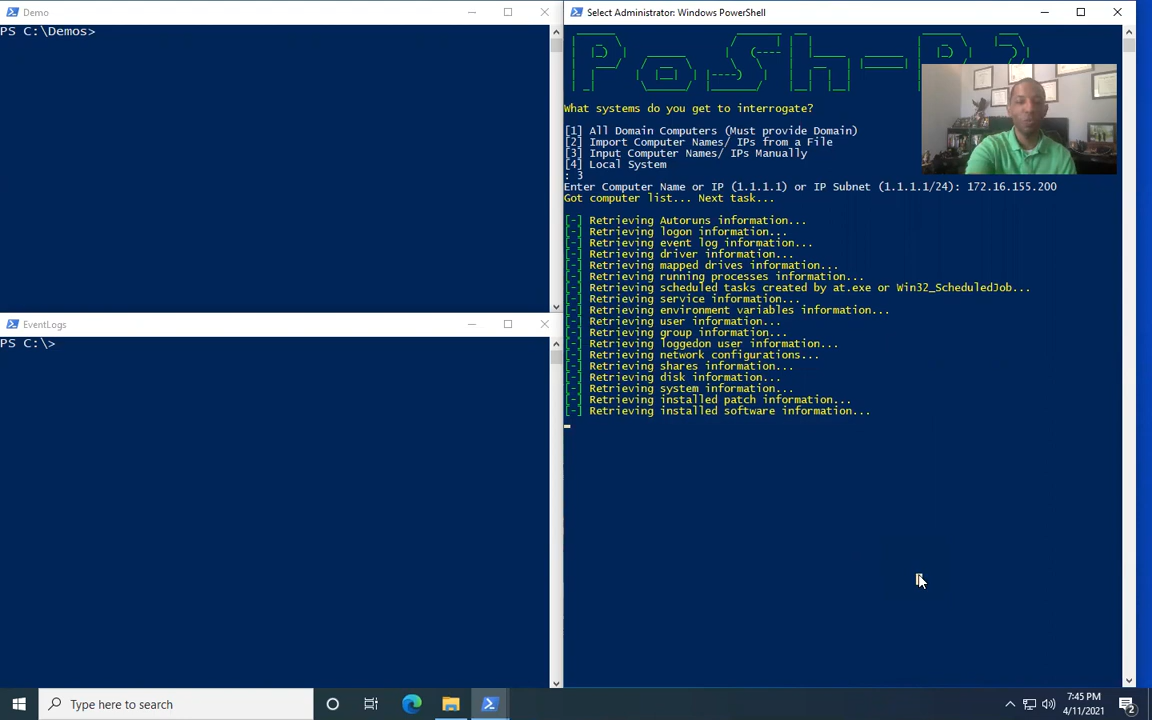 Demo
PS C:\Demos>
EventLogs
PS C:\>
Select Administrator: Windows PowerShell
What systems do you get to interrogate?
[1] All Domain Computers (Must provide Domain)
[2] Import Computer Names/ IPs from a File
[3] Input Computer Names/ IPs Manually
[4] Local System
: 3
Enter Computer Name or IP (1.1.1.1) or IP Subnet (1.1.1.1/24): 172.16.155.200
Got computer list... Next task...
[-] Retrieving Autoruns information...
[-] Retrieving logon information...
[-] Retrieving event log information...
[-] Retrieving driver information...
[-] Retrieving mapped drives information...
[-] Retrieving running processes information...
[-] Retrieving scheduled tasks created by at.exe or Win32_ScheduledJob...
[-] Retrieving service information...
[-] Retrieving environment variables information...
[-] Retrieving user information...
[-] Retrieving group information...
[-] Retrieving loggedon user information...
[-] Retrieving network configurations...
[-] Retrieving shares information...
[-] Retrieving disk information...
[-] Retrieving system information...
[-] Retrieving installed patch information...
[-] Retrieving installed software information...
Type here to search
7:45 PM
4/11/2021
2